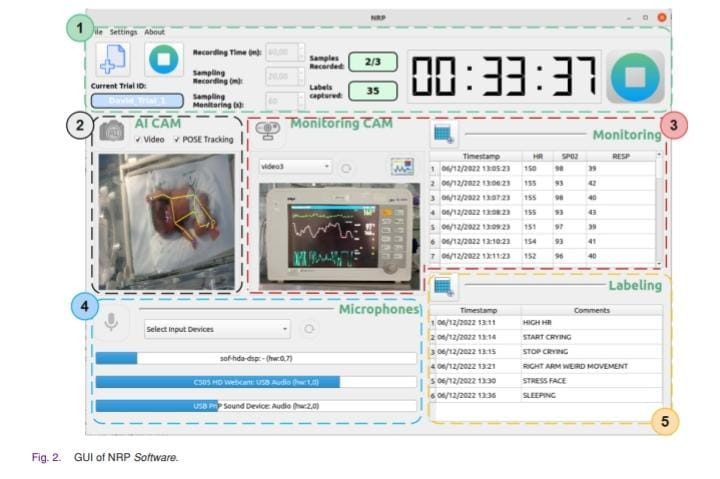 NRP
1
File Settings About
Recording Time (m): 60,00
Sampling Recording (m): 20,00
Sampling Monitoring (s): 60
Samples Recorded: 2/3
Labels captured: 35
00:33:37
Current Trial ID:
David_Trial_1
2
AI CAM
✓ Video ✓ POSE Tracking
Monitoring CAM
video3
3
Monitoring
Timestamp HR SPO2 RESP
1 06/12/2022 13:05:23 150 98 39
2 06/12/2022 13:06:23 155 93 42
3 06/12/2022 13:07:23 155 98 40
4 06/12/2022 13:08:23 155 93 43
5 06/12/2022 13:09:23 151 97 39
6 06/12/2022 13:10:23 154 93 41
7 06/12/2022 13:11:23 152 96 40
4
Microphones
Select Input Devices
sof-hda-dsp: - (hw:0,7)
C505 HD Webcam: USB Audio (hw:1,0)
USB PnP Sound Device: Audio (hw:2,0)
Labeling
Timestamp Comments
1 06/12/2022 13:11 HIGH HR
2 06/12/2022 13:14 START CRYING
3 06/12/2022 13:15 STOP CRYING
4 06/12/2022 13:21 RIGHT ARM WEIRD MOVEMENT
5 06/12/2022 13:30 STRESS FACE
6 06/12/2022 13:36 SLEEPING
5
Fig. 2. GUI of NRP Software.